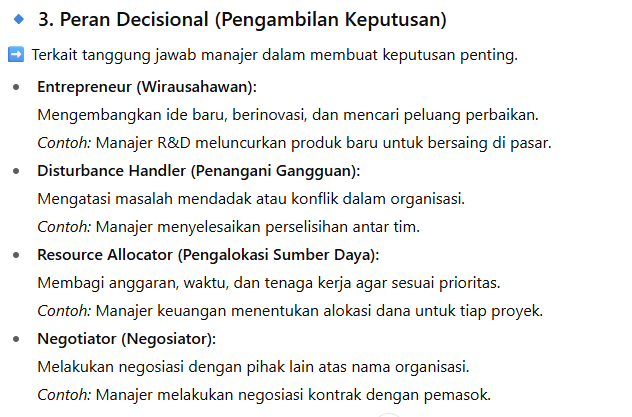 3. Peran Decisional (Pengambilan Keputusan)
Terkait tanggung jawab manajer dalam membuat keputusan penting.
Entrepreneur (Wirausahawan):
Mengembangkan ide baru, berinovasi, dan mencari peluang perbaikan.
Contoh: Manajer R&D meluncurkan produk baru untuk bersaing di pasar.
Disturbance Handler (Penangani Gangguan):
Mengatasi masalah mendadak atau konflik dalam organisasi.
Contoh: Manajer menyelesaikan perselisihan antar tim.
Resource Allocator (Pengalokasi Sumber Daya):
Membagi anggaran, waktu, dan tenaga kerja agar sesuai prioritas.
Contoh: Manajer keuangan menentukan alokasi dana untuk tiap proyek.
Negotiator (Negosiator):
Melakukan negosiasi dengan pihak lain atas nama organisasi.
Contoh: Manajer melakukan negosiasi kontrak dengan pemasok.